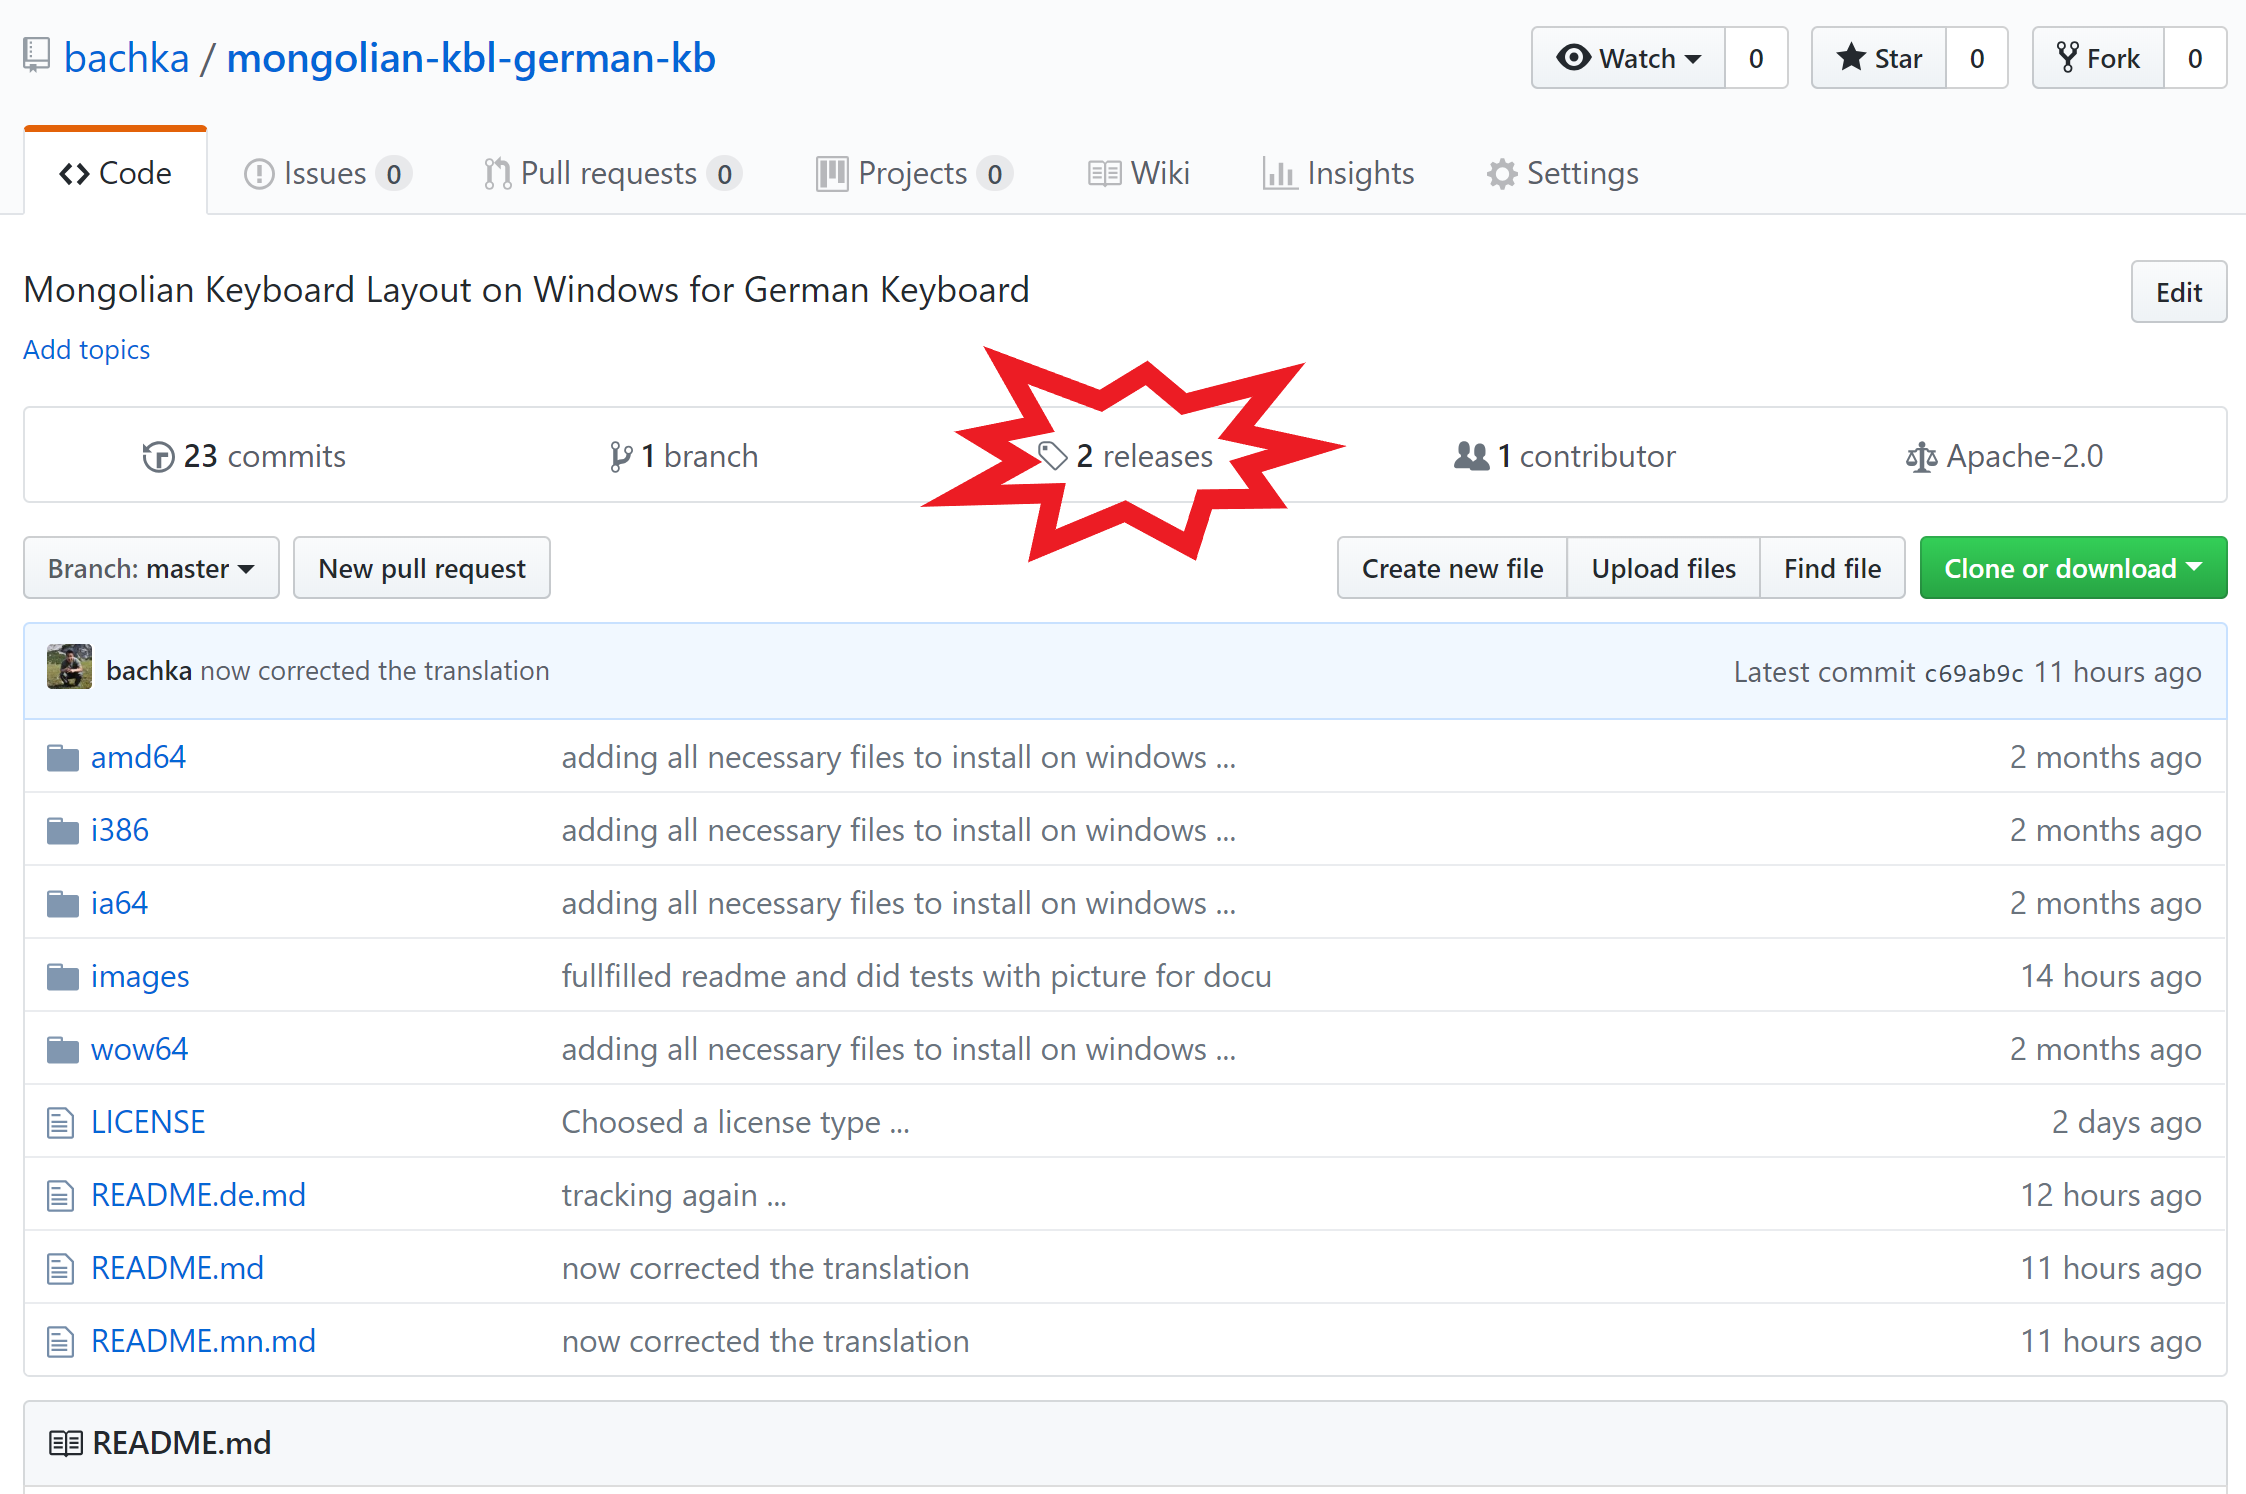 bachka / mongolian-kbl-german-kb Watch 0 Star 0 Fork 0
Code Issues 0 Pull requests 0 Projects 0 Wiki Insights Settings
Mongolian Keyboard Layout on Windows for German Keyboard Edit
Add topics
23 commits 1 branch 2 releases 1 contributor Apache-2.0
Branch: master New pull request Create new file Upload files Find file Clone or download
bachka now corrected the translation Latest commit c69ab9c 11 hours ago
amd64 adding all necessary files to install on windows ... 2 months ago
i386 adding all necessary files to install on windows ... 2 months ago
ia64 adding all necessary files to install on windows ... 2 months ago
images fullfilled readme and did tests with picture for docu 14 hours ago
wow64 adding all necessary files to install on windows ... 2 months ago
LICENSE Choosed a license type ... 2 days ago
README.de.md tracking again ... 12 hours ago
README.md now corrected the translation 11 hours ago
README.mn.md now corrected the translation 11 hours ago
README.md